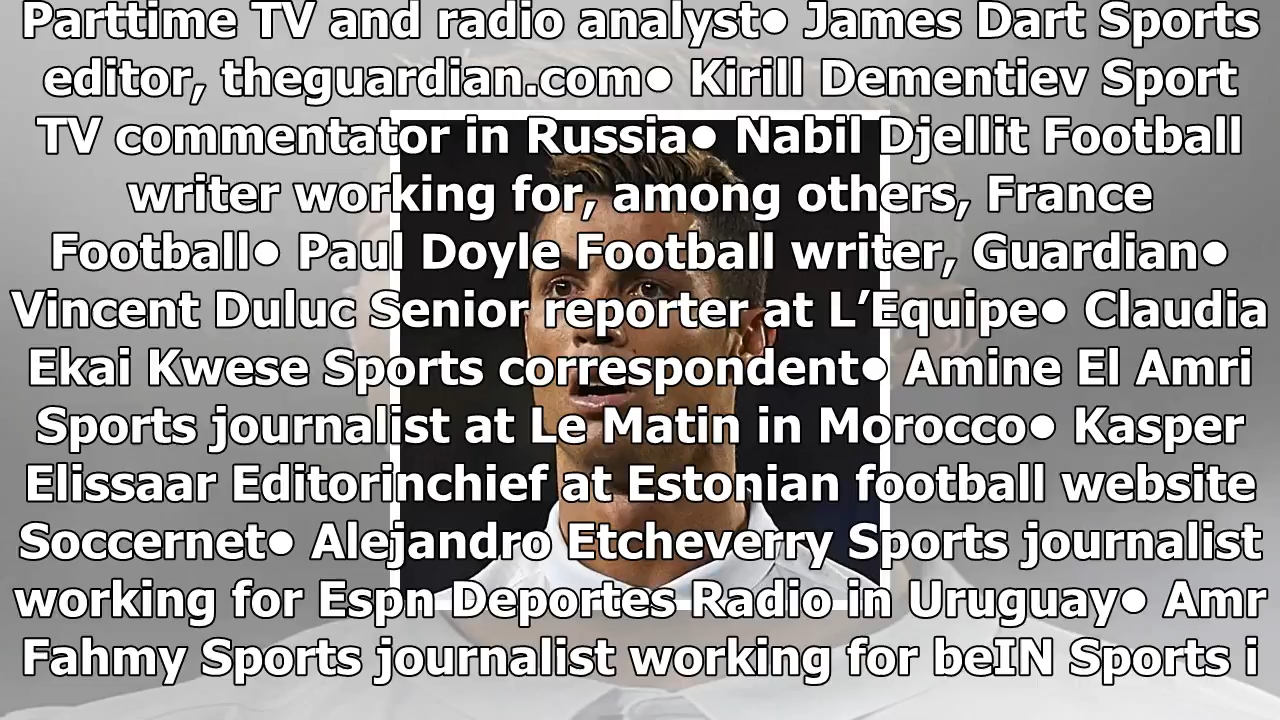 Parttime TV and radio analyst● James Dart Sports
editor, theguardian.com● Kirill Dementiev Sport
TV commentator in Russia● Nabil Djellit Football
writer working for, among others, France
Football● Paul Doyle Football writer, Guardian●
Vincent Duluc Senior reporter at L’Equipe● Claudia
Ekai Kwese Sports correspondent● Amine El Amri
Sports journalist at Le Matin in Morocco● Kasper
Elissaar Editorinchief at Estonian football website
Soccernet● Alejandro Etcheverry Sports journalist
working for Espn Deportes Radio in Uruguay● Amr
Fahmy Sports journalist working for beIN Sports i